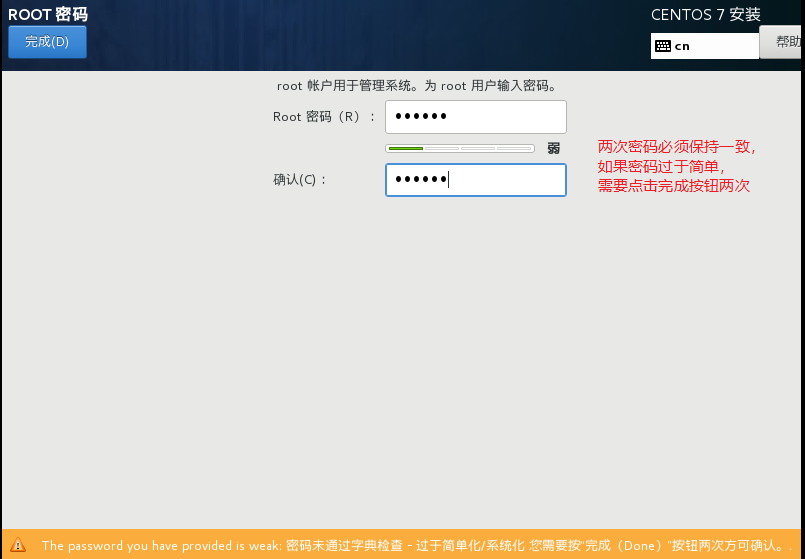 ROOT 密码
CENTOS 7 安装
完成(D)
cn
帮助
root 帐户用于管理系统。为 root 用户输入密码。
Root 密码（R）：
••••••
弱
确认(C)：
••••••
两次密码必须保持一致，
如果密码过于简单，
需要点击完成按钮两次
The password you have provided is weak: 密码未通过字典检查 - 过于简单化/系统化 您需要按“完成（Done）”按钮两次方可确认。.